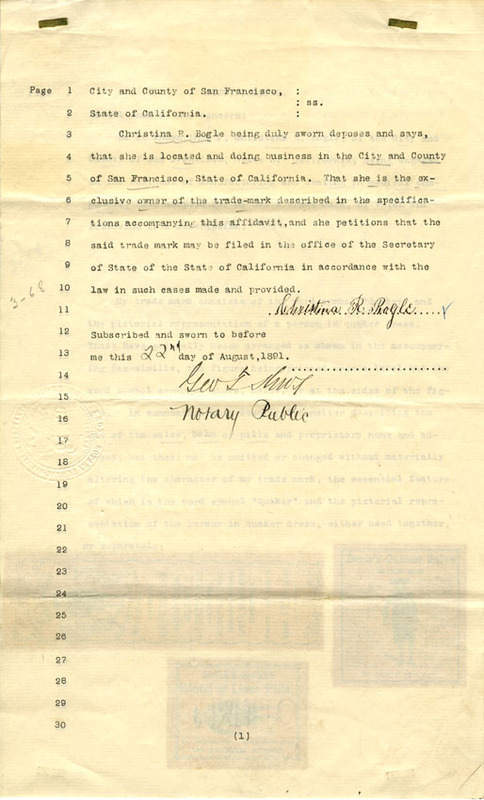 Page 1 City and County of San Francisco, :
: ss.
2 State of California. :
3 Christina R. Bogle being duly sworn deposes and says,
4 that she is located and doing business in the City and County
5 of San Francisco, State of California. That she is the ex-
6 clusive owner of the trade-mark described in the specifica-
7 tions accompanying this affidavit, and she petitions that the
8 said trade mark may be filed in the office of the Secretary
9 of State of the State of California in accordance with the
10 law in such cases made and provided.
3-68
11 Christina R. Bogle.....
12 Subscribed and sworn to before
13 me this 22nd day of August, 1891.
14 Geo T
15 Notary Public
16
17
18
19
20
21
22
23
24
25
26
27
28
29
30
(1)